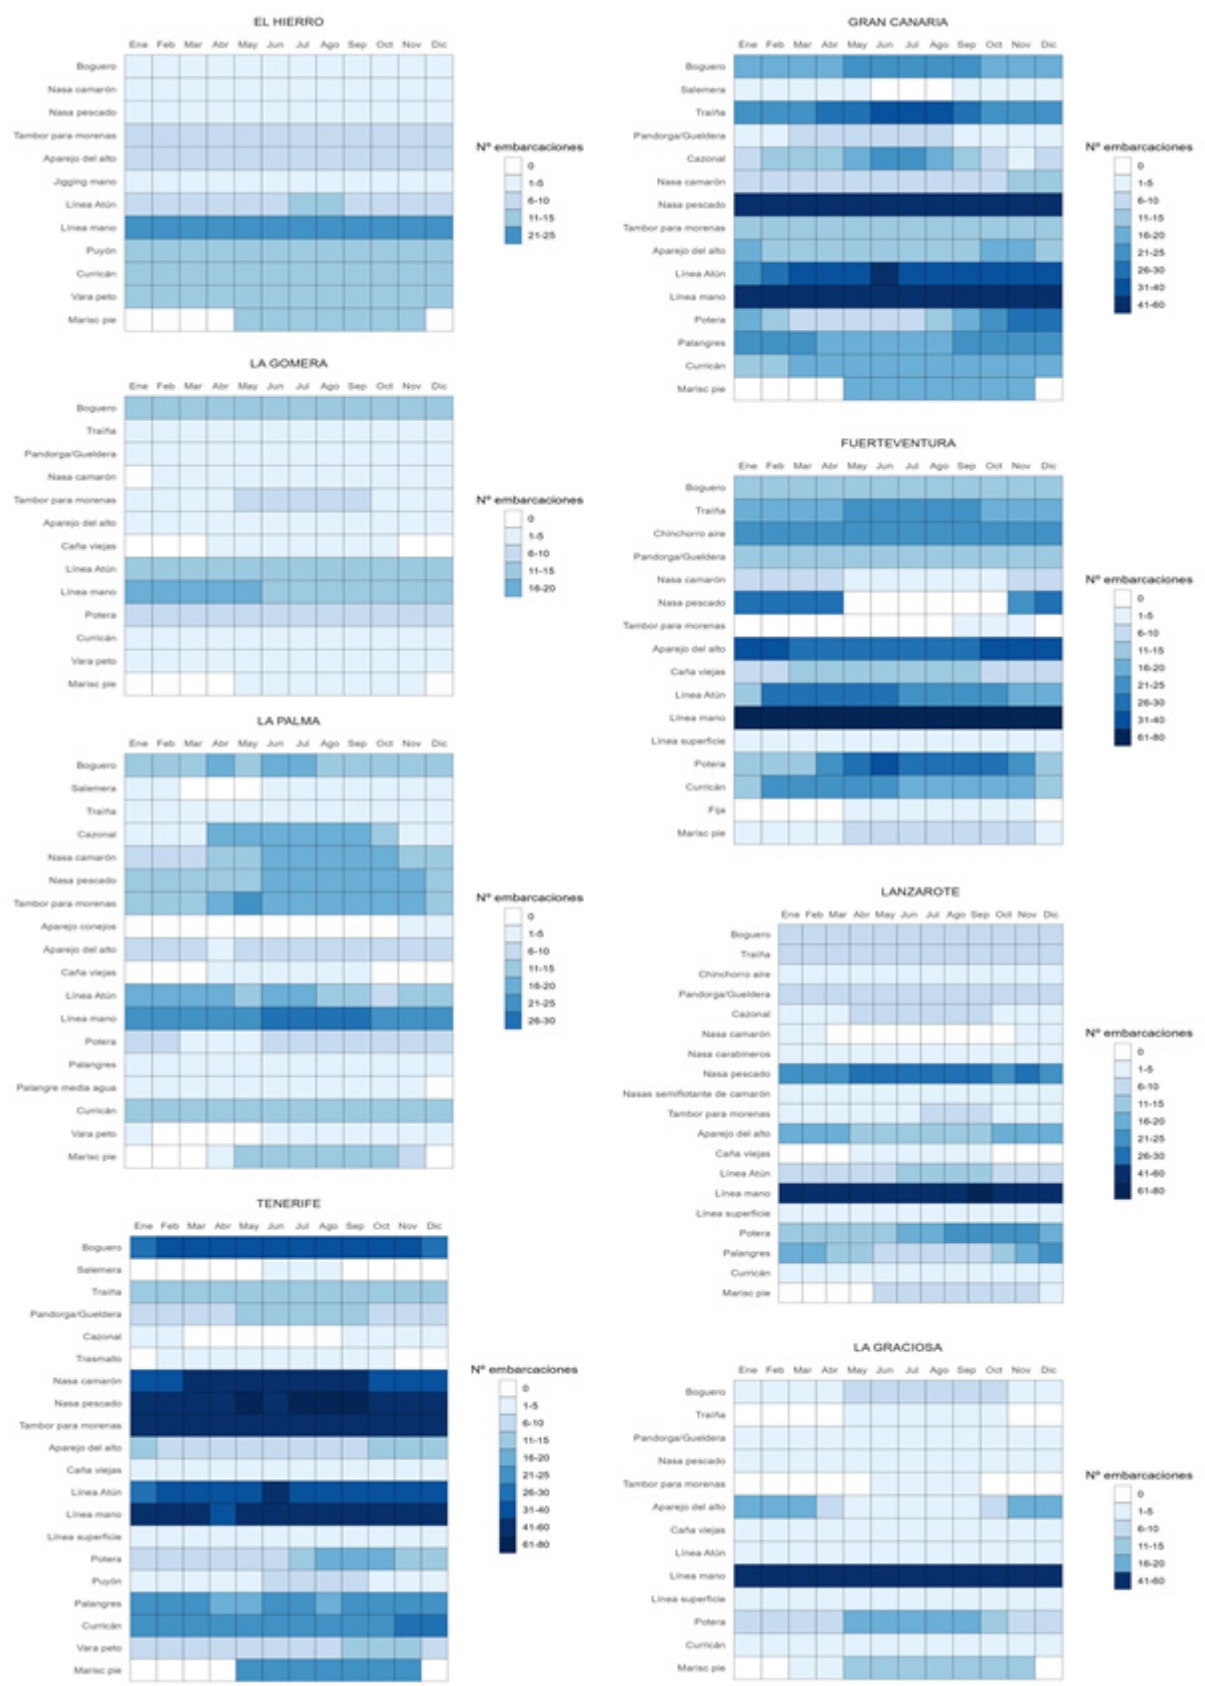 EL HIERRO
Ene Feb Mar Abr May Jun Jul Ago Sep Oct Nov Dic
Boguero
Nasa camarón
Nasa pescado
Tambor para morenas
Aparejo del alto
Jigging mano
Línea Atún
Línea mano
Puyón
Curricán
Vara peto
Marisc pie
Nº embarcaciones
0
1-5
6-10
11-15
21-25
LA GOMERA
Ene Feb Mar Abr May Jun Jul Ago Sep Oct Nov Dic
Boguero
Traiña
Pandorga/Gueldera
Nasa camarón
Tambor para morenas
Aparejo del alto
Caña viejas
Línea Atún
Línea mano
Potera
Curricán
Vara peto
Marisc pie
Nº embarcaciones
0
1-5
6-10
11-15
16-20
LA PALMA
Ene Feb Mar Abr May Jun Jul Ago Sep Oct Nov Dic
Boguero
Salemera
Traiña
Cazonal
Nasa camarón
Nasa pescado
Tambor para morenas
Aparejo conejos
Aparejo del alto
Caña viejas
Línea Atún
Línea mano
Potera
Palangres
Palangre media agua
Curricán
Vara peto
Marisc pie
Nº embarcaciones
0
1-5
6-10
11-15
16-20
21-25
26-30
TENERIFE
Ene Feb Mar Abr May Jun Jul Ago Sep Oct Nov Dic
Boguero
Salemera
Traiña
Pandorga/Gueldera
Cazonal
Trasmallo
Nasa camarón
Nasa pescado
Tambor para morenas
Aparejo del alto
Caña viejas
Línea Atún
Línea mano
Línea superficie
Potera
Puyón
Palangres
Curricán
Vara peto
Marisc pie
Nº embarcaciones
0
1-5
6-10
11-15
16-20
21-25
26-30
31-40
41-60
61-80
GRAN CANARIA
Ene Feb Mar Abr May Jun Jul Ago Sep Oct Nov Dic
Boguero
Salemera
Traiña
Pandorga/Gueldera
Cazonal
Nasa camarón
Nasa pescado
Tambor para morenas
Aparejo del alto
Línea Atún
Línea mano
Potera
Palangres
Curricán
Marisc pie
Nº embarcaciones
0
1-5
6-10
11-15
16-20
21-25
26-30
31-40
41-60
FUERTEVENTURA
Ene Feb Mar Abr May Jun Jul Ago Sep Oct Nov Dic
Boguero
Traiña
Chinchorro aire
Pandorga/Gueldera
Nasa camarón
Nasa pescado
Tambor para morenas
Aparejo del alto
Caña viejas
Línea Atún
Línea mano
Línea superficie
Potera
Curricán
Fija
Marisc pie
Nº embarcaciones
0
1-5
6-10
11-15
16-20
21-25
26-30
31-40
61-80
LANZAROTE
Ene Feb Mar Abr May Jun Jul Ago Sep Oct Nov Dic
Boguero
Traiña
Chinchorro aire
Pandorga/Gueldera
Cazonal
Nasa camarón
Nasa carabineros
Nasa pescado
Nasas semiflotante de camarón
Tambor para morenas
Aparejo del alto
Caña viejas
Línea Atún
Línea mano
Línea superficie
Potera
Palangres
Curricán
Marisc pie
Nº embarcaciones
0
1-5
6-10
11-15
16-20
21-25
26-30
41-60
61-80
LA GRACIOSA
Ene Feb Mar Abr May Jun Jul Ago Sep Oct Nov Dic
Boguero
Traiña
Pandorga/Gueldera
Nasa pescado
Tambor para morenas
Aparejo del alto
Caña viejas
Línea Atún
Línea mano
Línea superficie
Potera
Curricán
Marisc pie
Nº embarcaciones
0
1-5
6-10
11-15
16-20
41-60